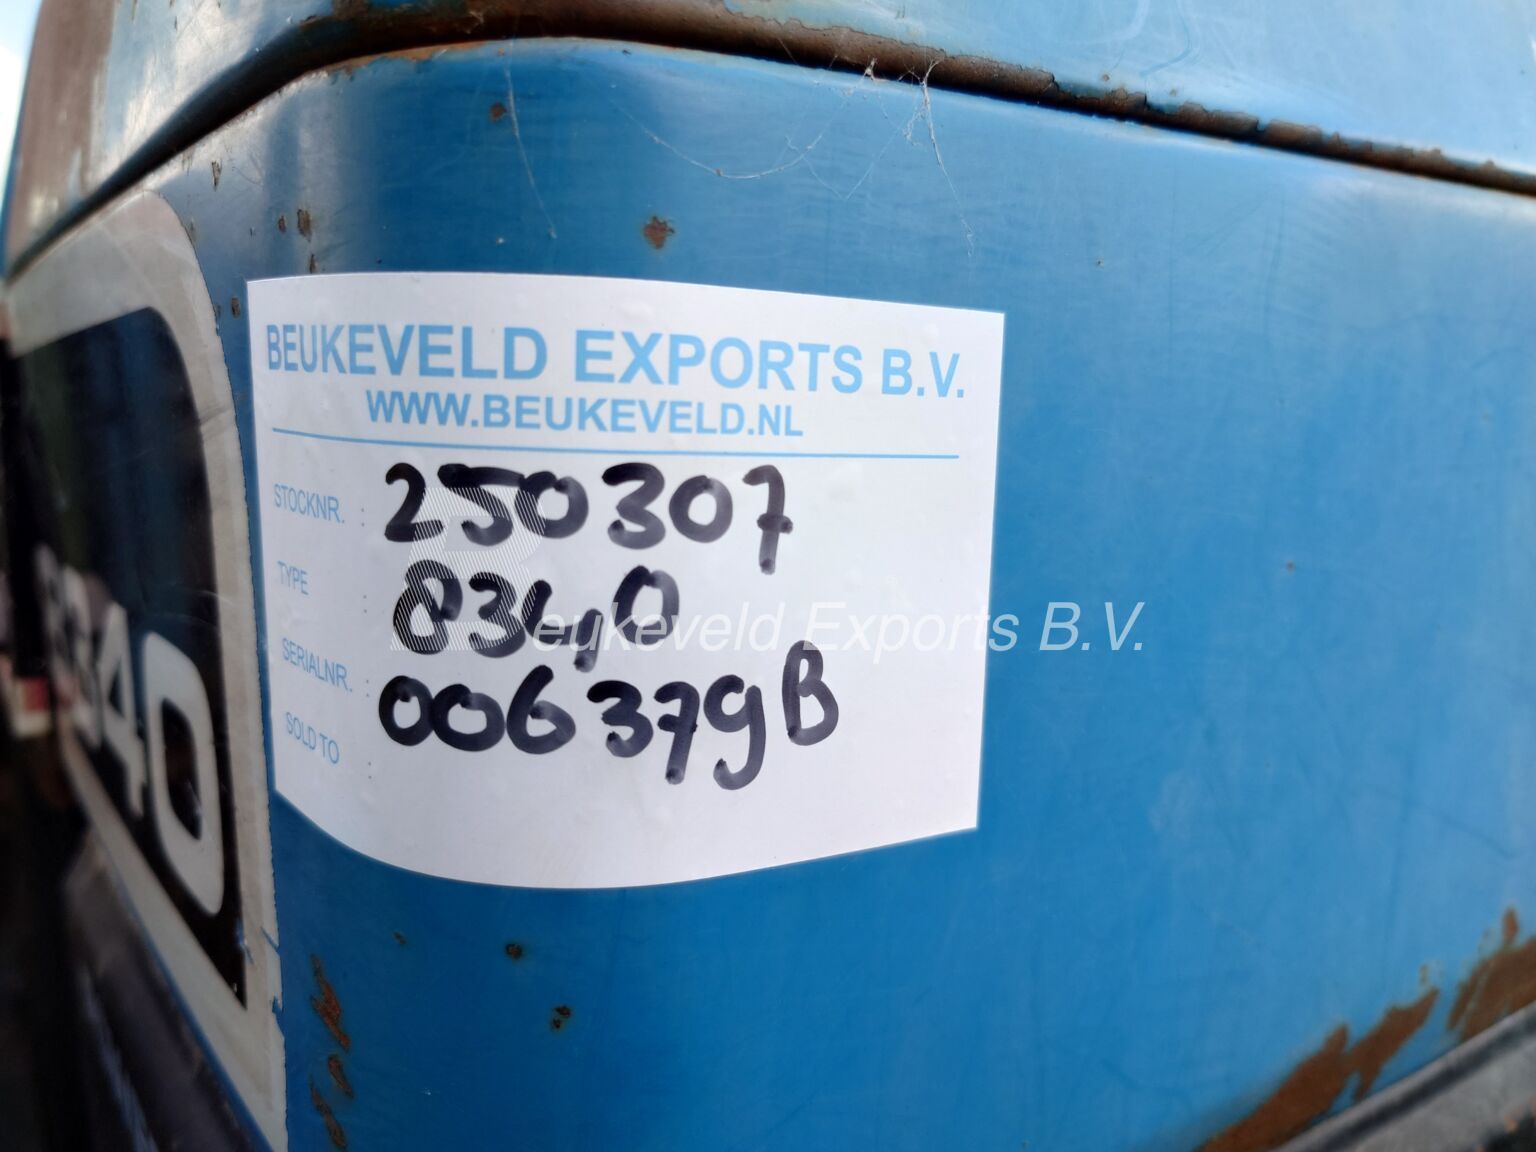 BEUKEVELD EXPORTS B.V.
WWW.BEUKEVELD.NL
STOCKNR. : 250307
TYPE : 8340
SERIALNR. : 006379B
SOLD TO :
8340
Beukeveld Exports B.V.